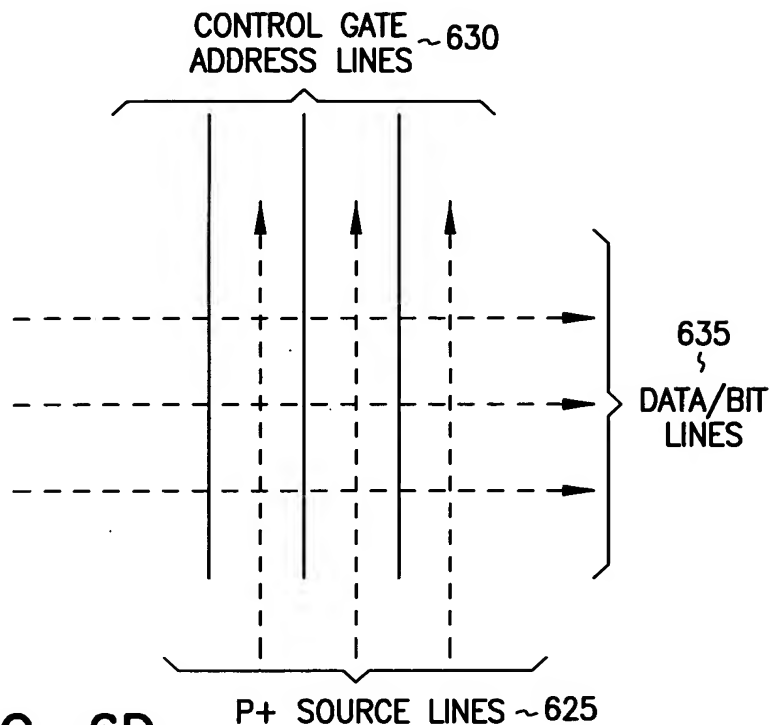 CONTROL GATE ~630
ADDRESS LINES
635
DATA/BIT
LINES
P+ SOURCE LINES ~625